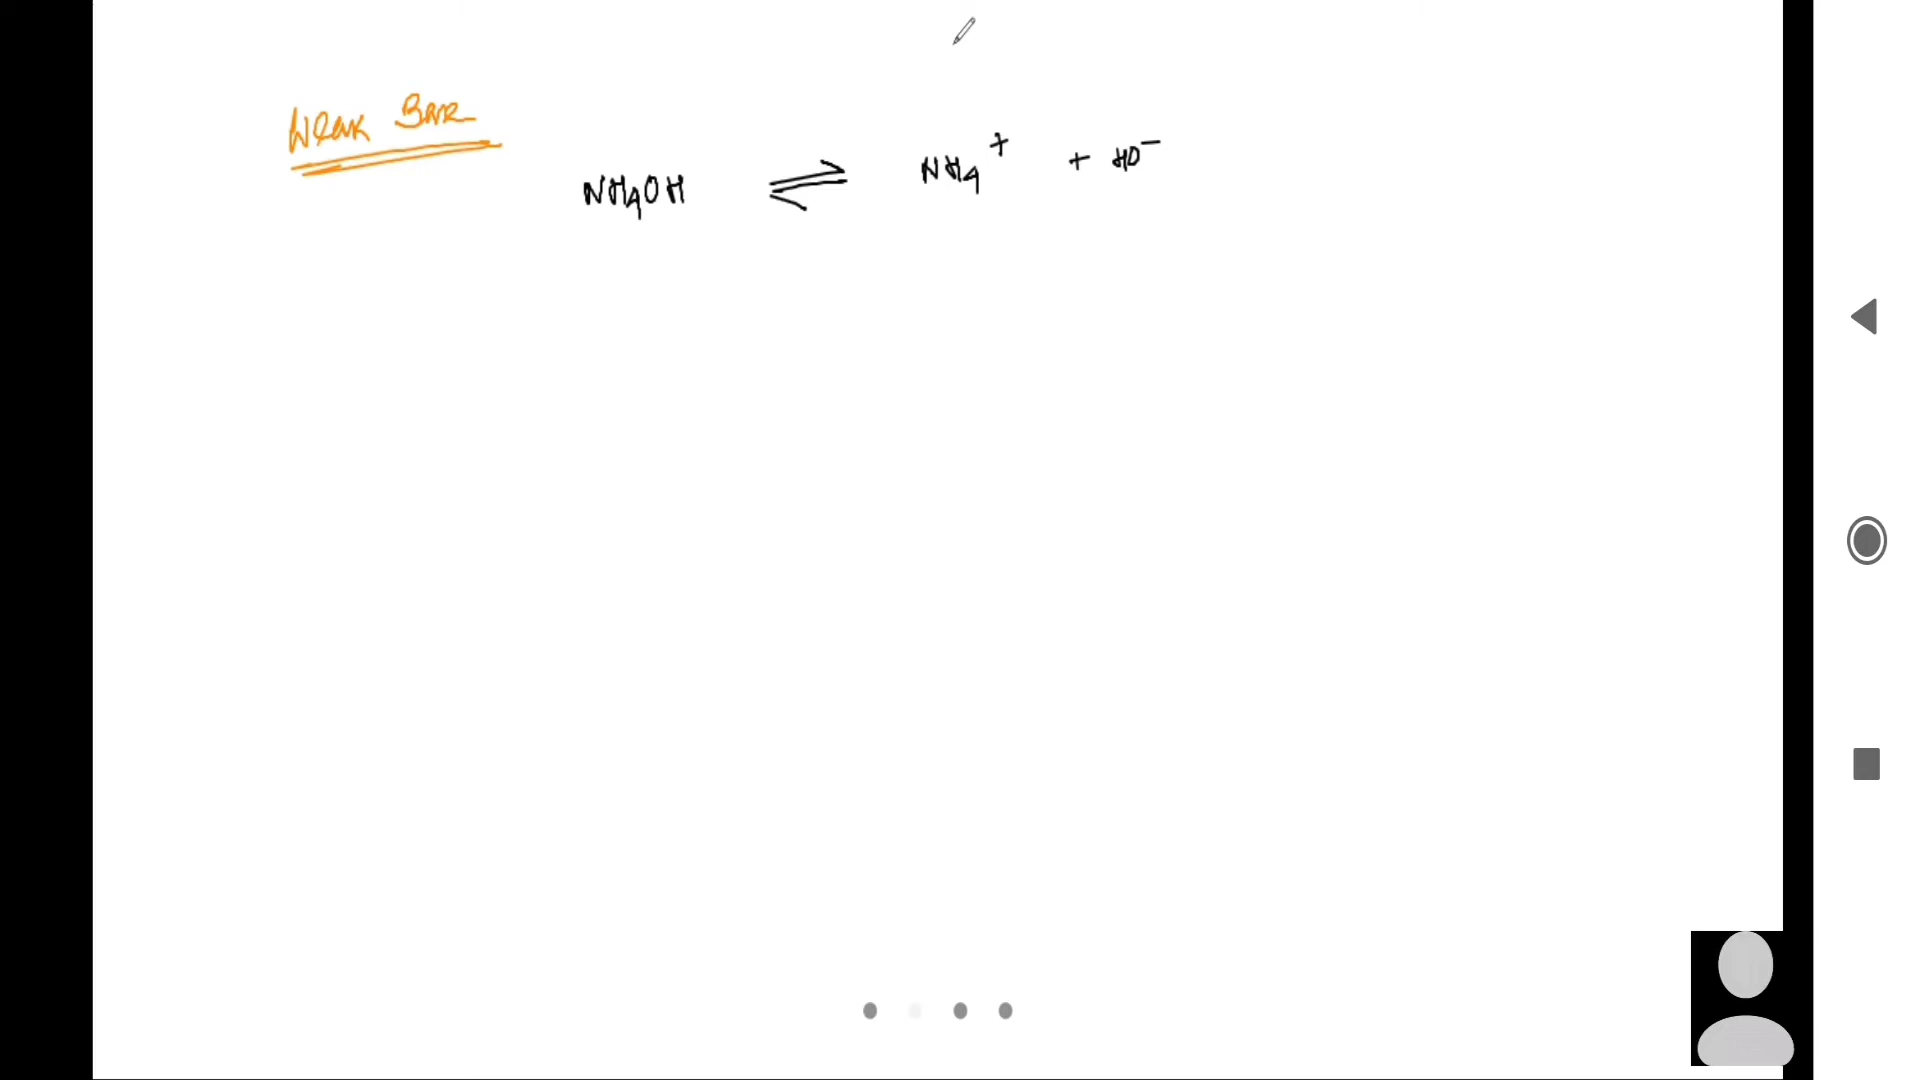 Weak Base
NH4OH ⇌ NH4+ + HO−